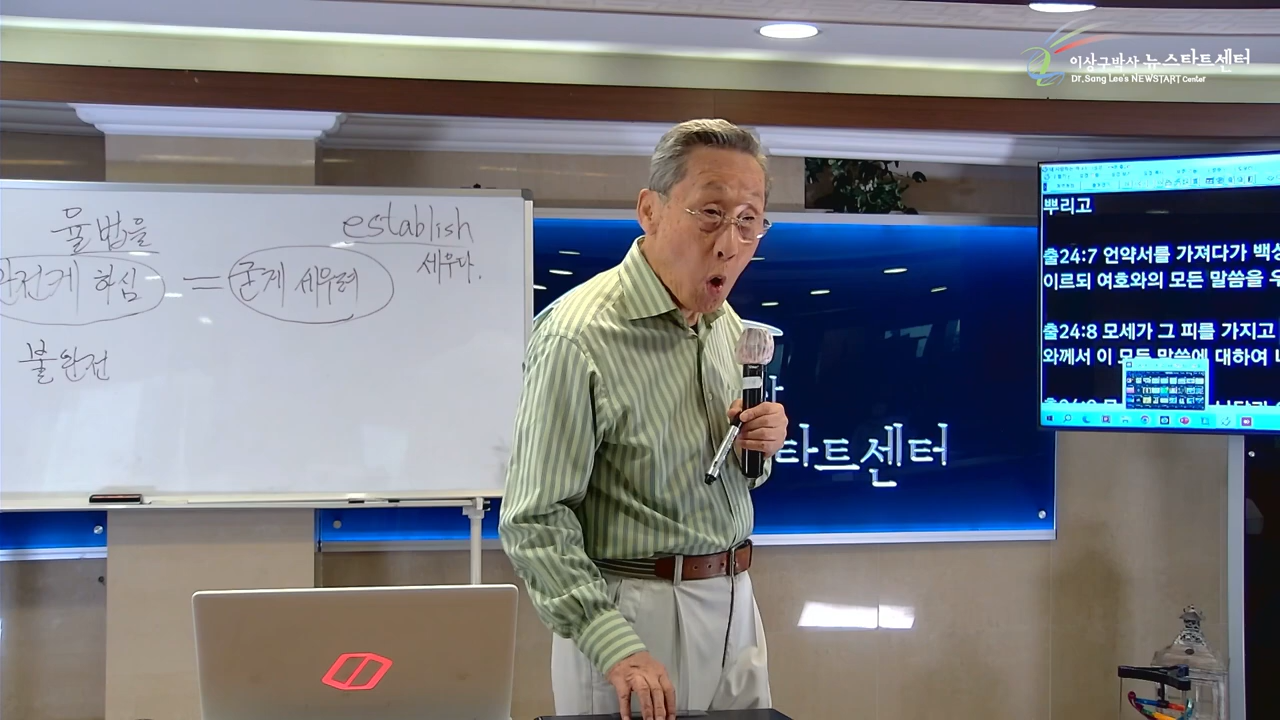 이상구박사 뉴스타트센터
Dr. Sang Lee's NEWSTART Center
율법을
완전케 하심 = 굳게 세우려
불완전
establish
세우다.
타트센터
뿌리고
출24:7 언약서를 가져다가 백성
이르되 여호와의 모든 말씀을 우
출24:8 모세가 그 피를 가지고
와께서 이 모든 말씀에 대하여